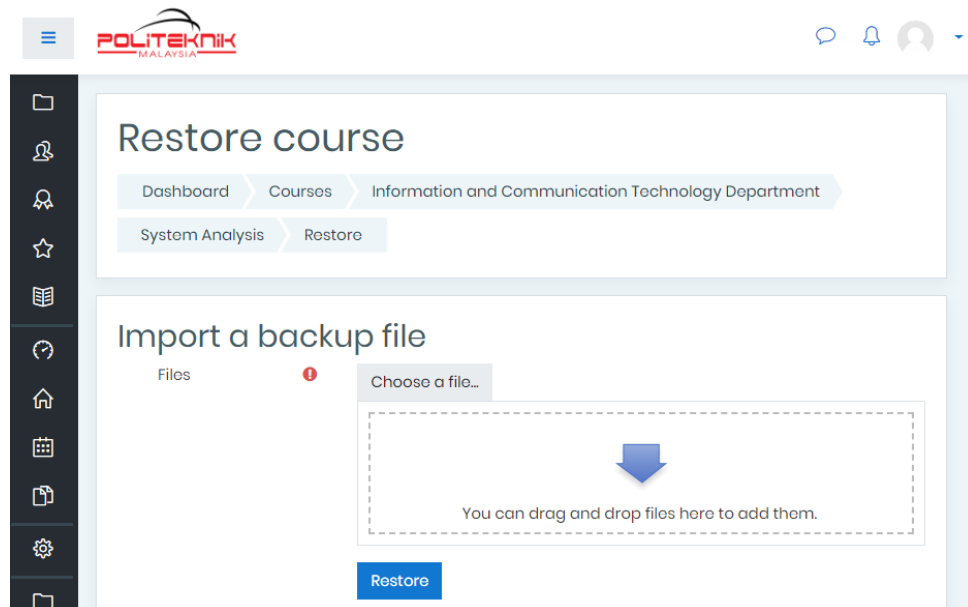 POLITEKNIK
MALAYSIA
Restore course
Dashboard Courses Information and Communication Technology Department
System Analysis Restore
Import a backup file
Files
Choose a file...
You can drag and drop files here to add them.
Restore